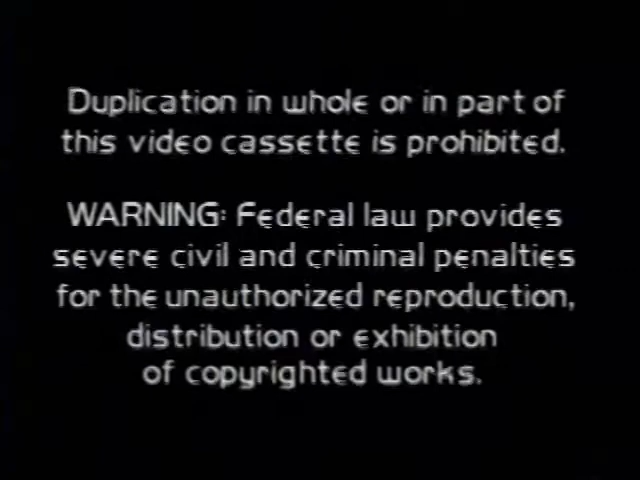 Duplication in whole or in part of
this video cassette is prohibited.
WARNING: Federal law provides
severe civil and criminal penalties
for the unauthorized reproduction,
distribution or exhibition
of copyrighted works.